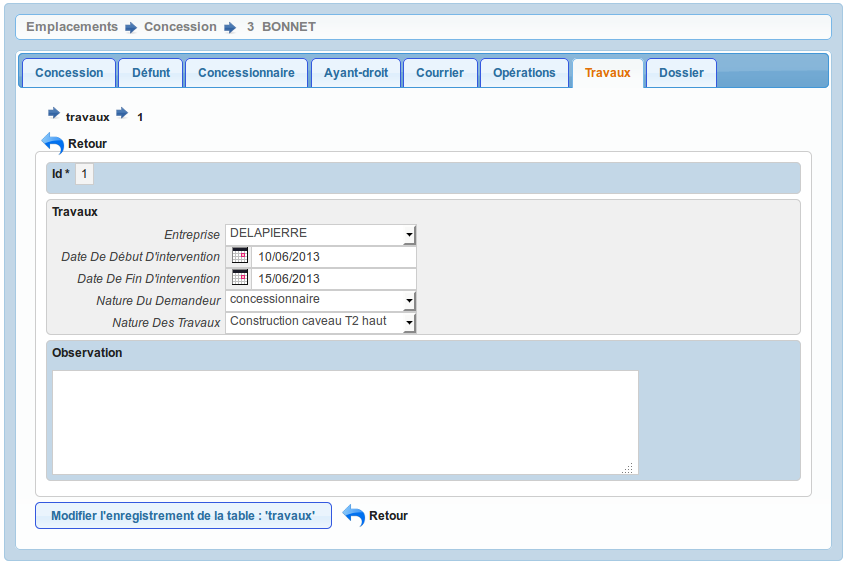 Emplacements Concession 3 BONNET
Concession Défunt Concessionnaire Ayant-droit Courrier Opérations Travaux Dossier
travaux 1
Retour
Id * 1
Travaux
Entreprise DELAPIERRE
Date De Début D'intervention 10/06/2013
Date De Fin D'intervention 15/06/2013
Nature Du Demandeur concessionnaire
Nature Des Travaux Construction caveau T2 haut
Observation
Modifier l'enregistrement de la table : 'travaux' Retour